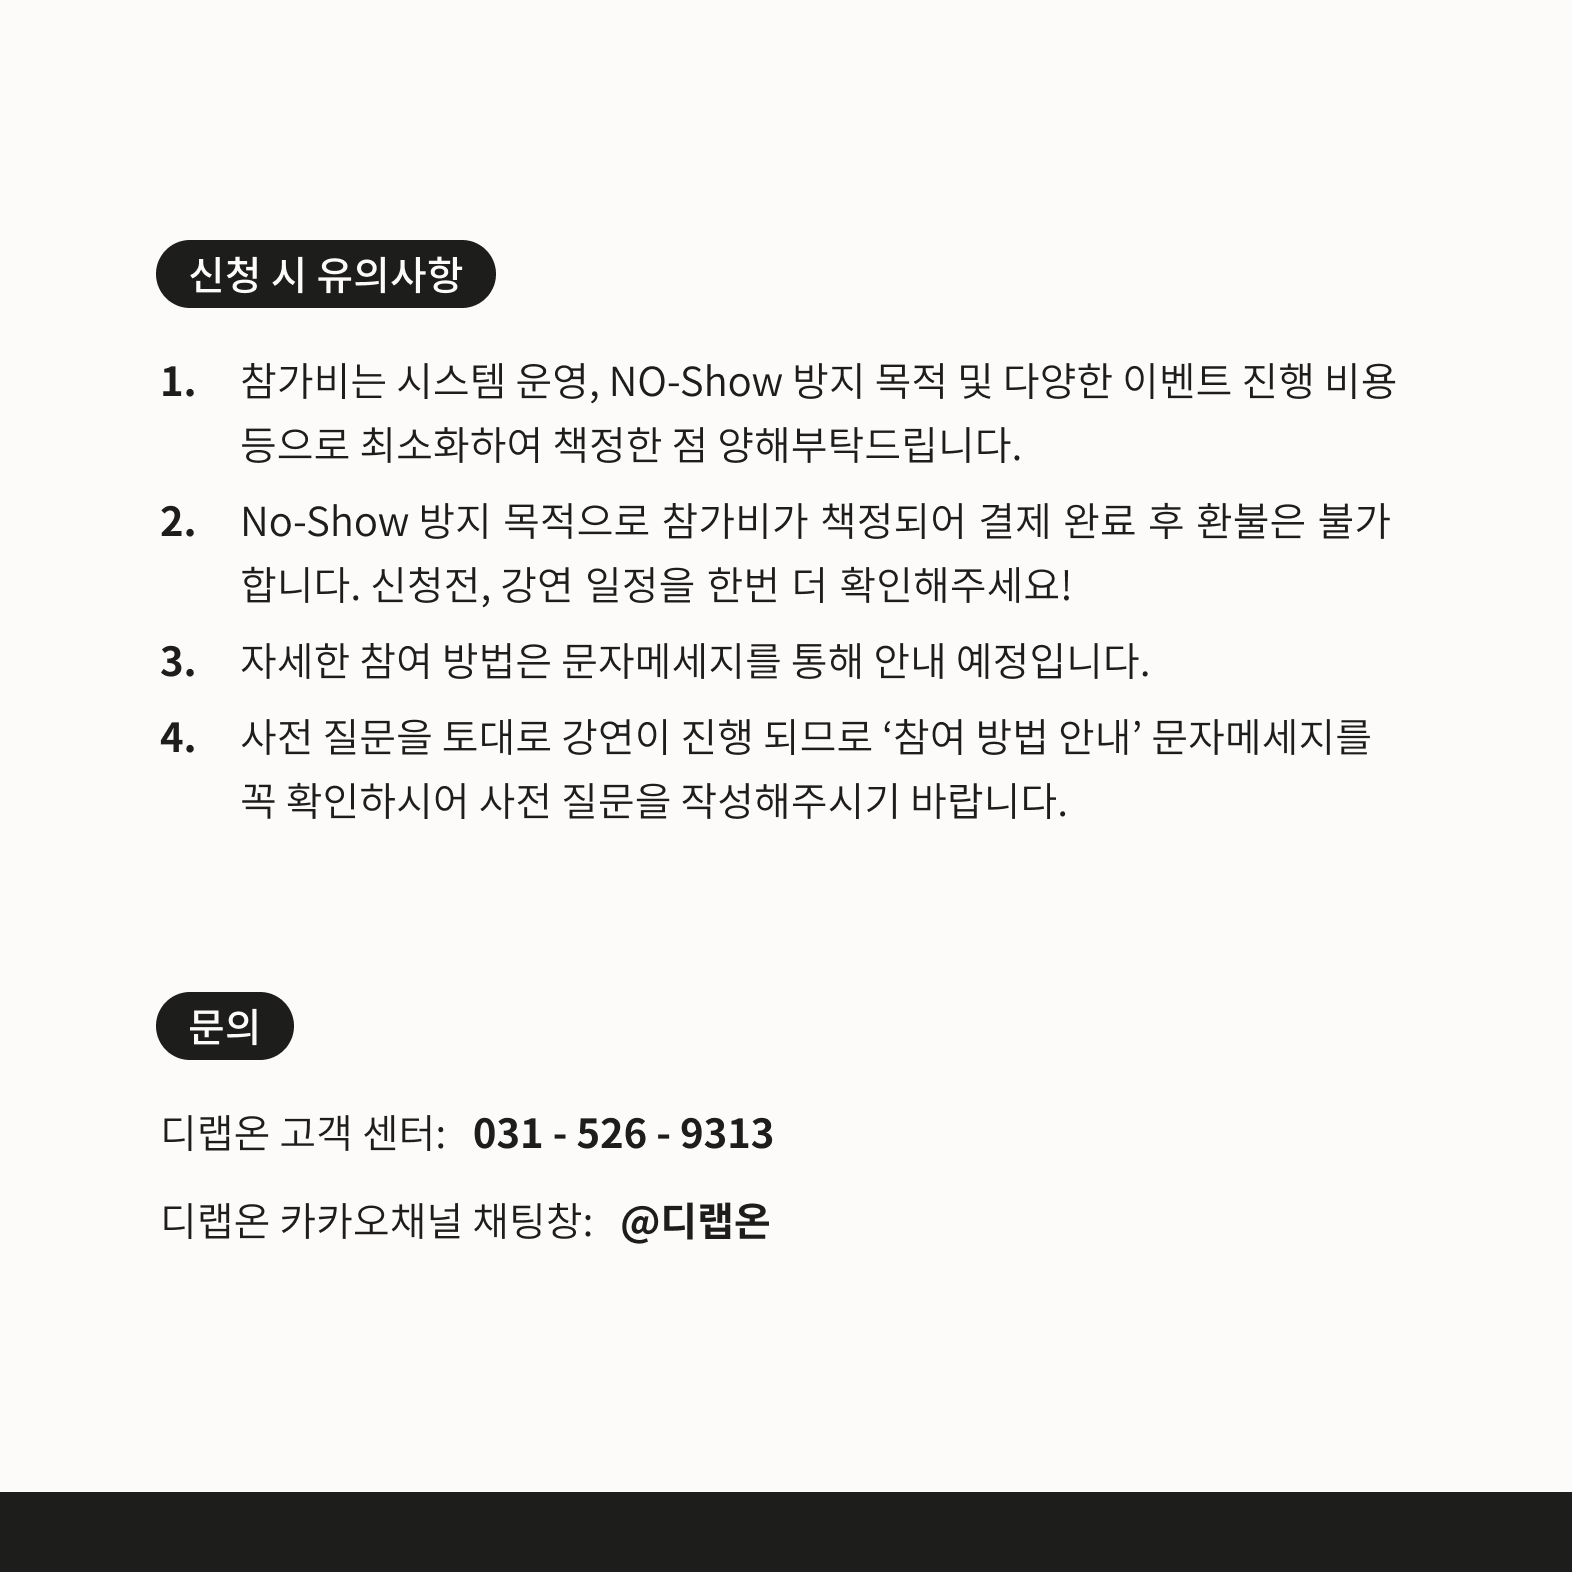 신청 시 유의사항
1. 참가비는 시스템 운영, NO-Show 방지 목적 및 다양한 이벤트 진행 비용
등으로 최소화하여 책정한 점 양해부탁드립니다.
2. No-Show 방지 목적으로 참가비가 책정되어 결제 완료 후 환불은 불가
합니다. 신청전, 강연 일정을 한번 더 확인해주세요!
3. 자세한 참여 방법은 문자메세지를 통해 안내 예정입니다.
4. 사전 질문을 토대로 강연이 진행 되므로 ‘참여 방법 안내’ 문자메세지를
꼭 확인하시어 사전 질문을 작성해주시기 바랍니다.
문의
디랩온 고객 센터: 031 - 526 - 9313
디랩온 카카오채널 채팅창: @디랩온